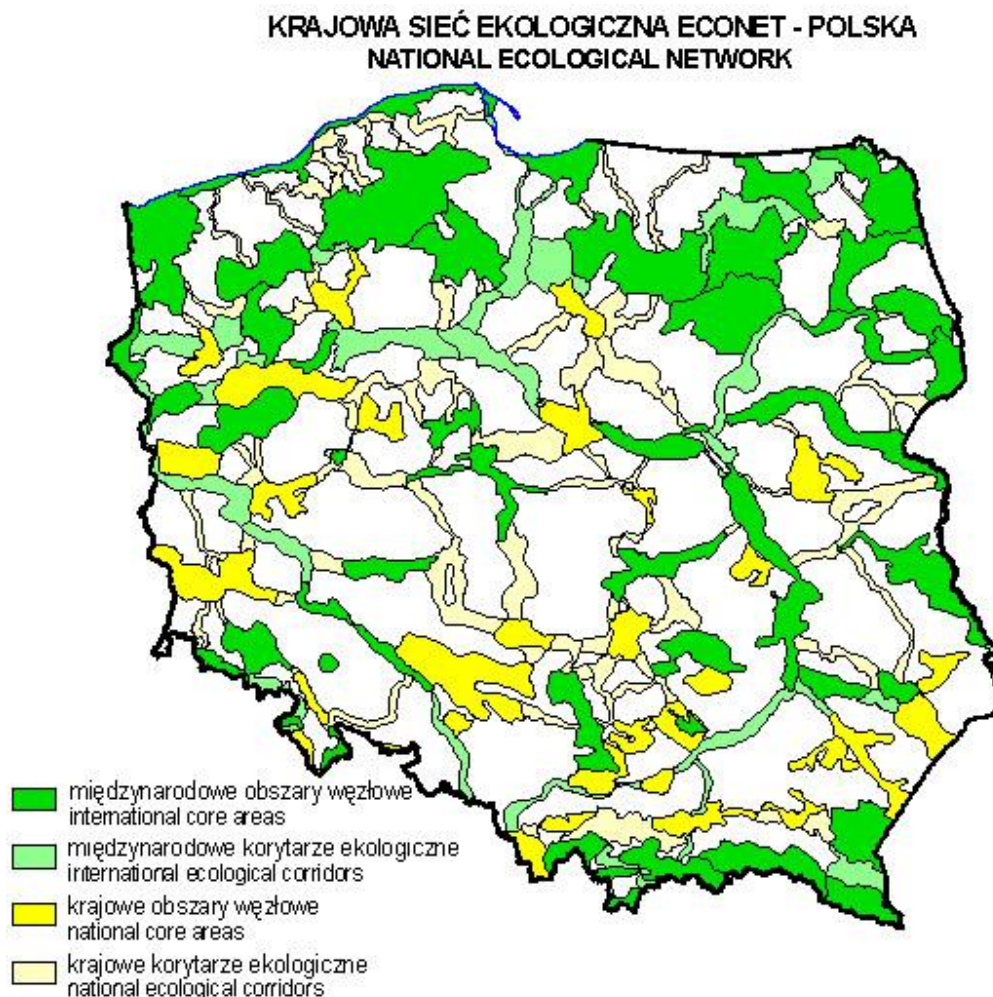 KRAJOWA SIEĆ EKOLOGICZNA ECONET - POLSKA
NATIONAL ECOLOGICAL NETWORK
międzynarodowe obszary węzłowe
international core areas
międzynarodowe korytarze ekologiczne
international ecological corridors
krajowe obszary węzłowe
national core areas
krajowe korytarze ekologiczne
national ecological corridors